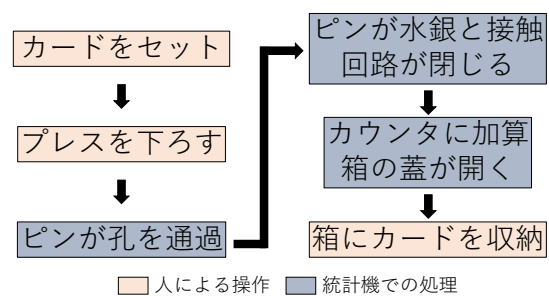 カードをセット
プレスを下ろす
ピンが孔を通過
ピンが水銀と接触
回路が閉じる
カウンタに加算
箱の蓋が開く
箱にカードを収納
人による操作
統計機での処理